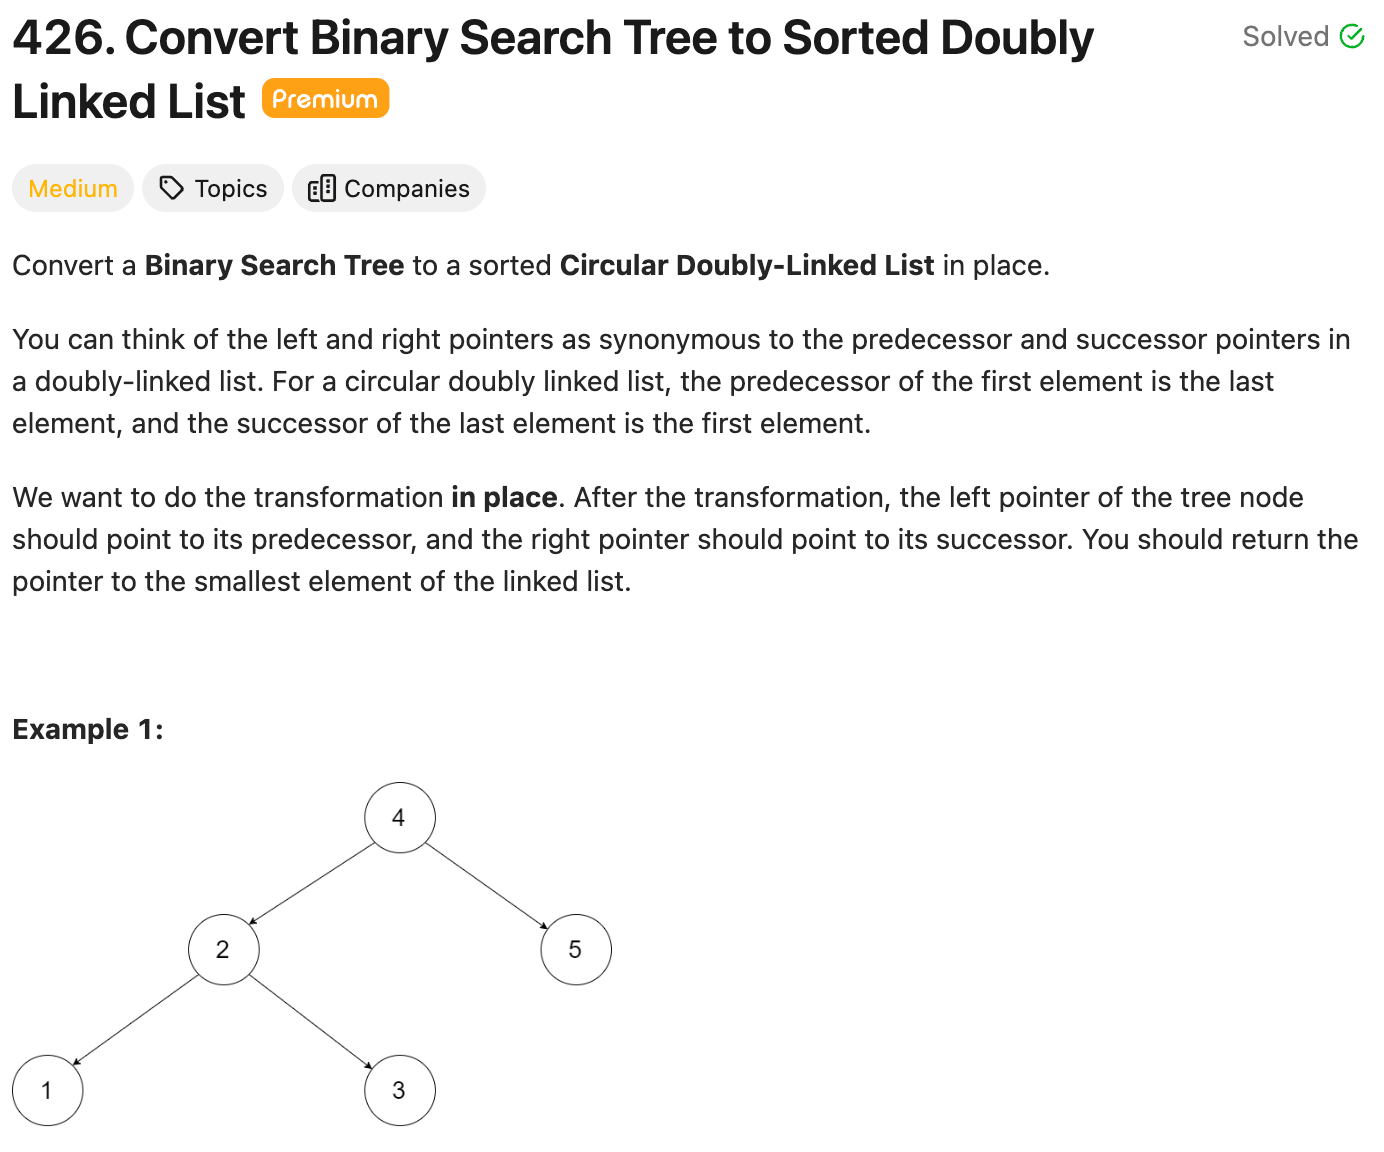 426. Convert Binary Search Tree to Sorted Doubly
Solved
Linked List Premium
Medium Topics Companies
Convert a Binary Search Tree to a sorted Circular Doubly-Linked List in place.
You can think of the left and right pointers as synonymous to the predecessor and successor pointers in
a doubly-linked list. For a circular doubly linked list, the predecessor of the first element is the last
element, and the successor of the last element is the first element.
We want to do the transformation in place. After the transformation, the left pointer of the tree node
should point to its predecessor, and the right pointer should point to its successor. You should return the
pointer to the smallest element of the linked list.
Example 1:
4
2 5
1 3